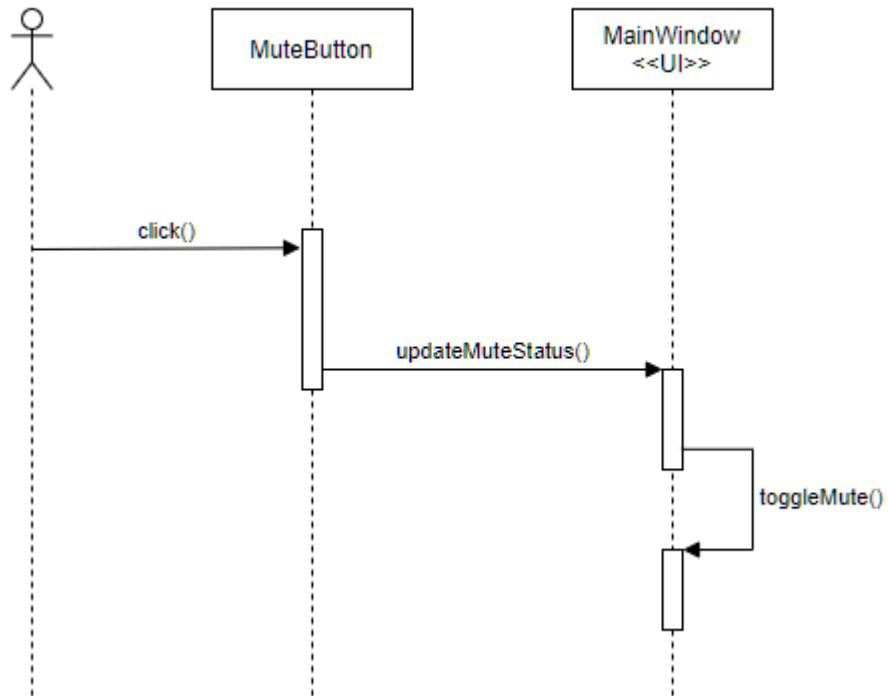 MuteButton
MainWindow
<<UI>>
click()
updateMuteStatus()
toggleMute()